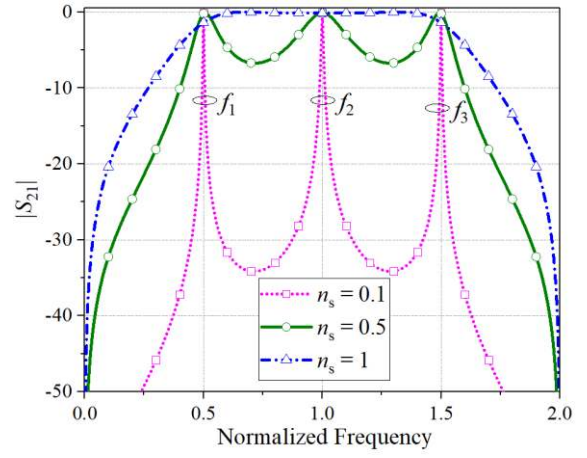 0
-10
-20
-30
-40
-50
|S21|
f1
f2
f3
ns = 0.1
ns = 0.5
ns = 1
0.0 0.5 1.0 1.5 2.0
Normalized Frequency